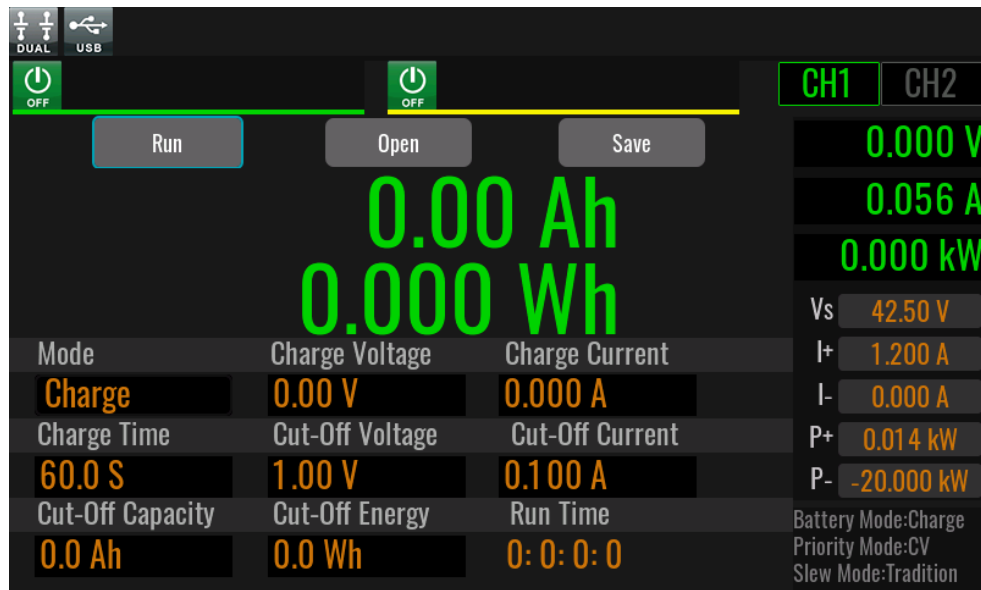 DUAL USB
OFF OFF CH1 CH2
Run Open Save
0.000 V
0.00 Ah
0.056 A
0.000 Wh
0.000 kW
Vs 42.50 V
Mode Charge Voltage Charge Current
I+ 1.200 A
Charge 0.00 V 0.000 A
I- 0.000 A
Charge Time Cut-Off Voltage Cut-Off Current
P+ 0.014 kW
60.0 S 1.00 V 0.100 A
P- -20.000 kW
Cut-Off Capacity Cut-Off Energy Run Time
Battery Mode:Charge
0.0 Ah 0.0 Wh 0: 0: 0: 0
Priority Mode:CV
Slew Mode:Tradition